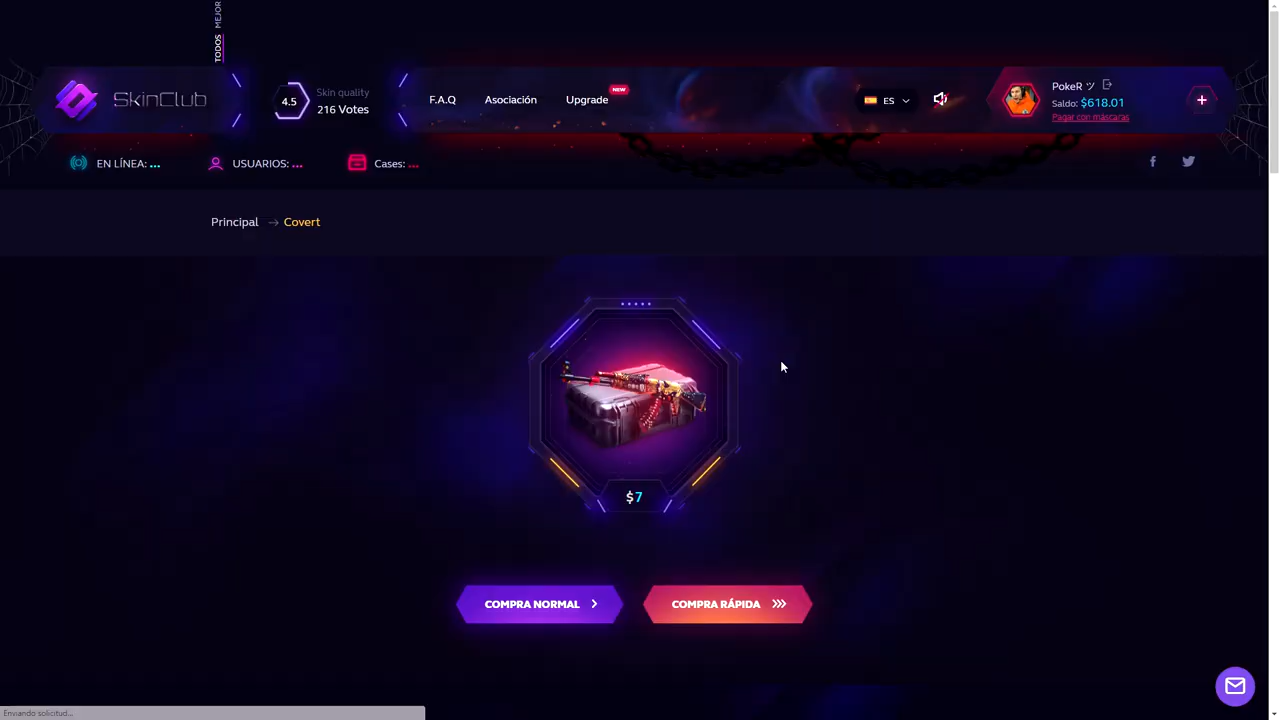 TODOS MEJOR
SkinClub
4.5
Skin quality
216 Votes
F.A.Q
Asociación
Upgrade
NEW
ES
PokeR ツ
Saldo: $618.01
Pagar con máscaras
EN LÍNEA: ...
USUARIOS: ...
Cases: ...
Principal → Covert
$7
COMPRA NORMAL
COMPRA RÁPIDA
Enviando solicitud...